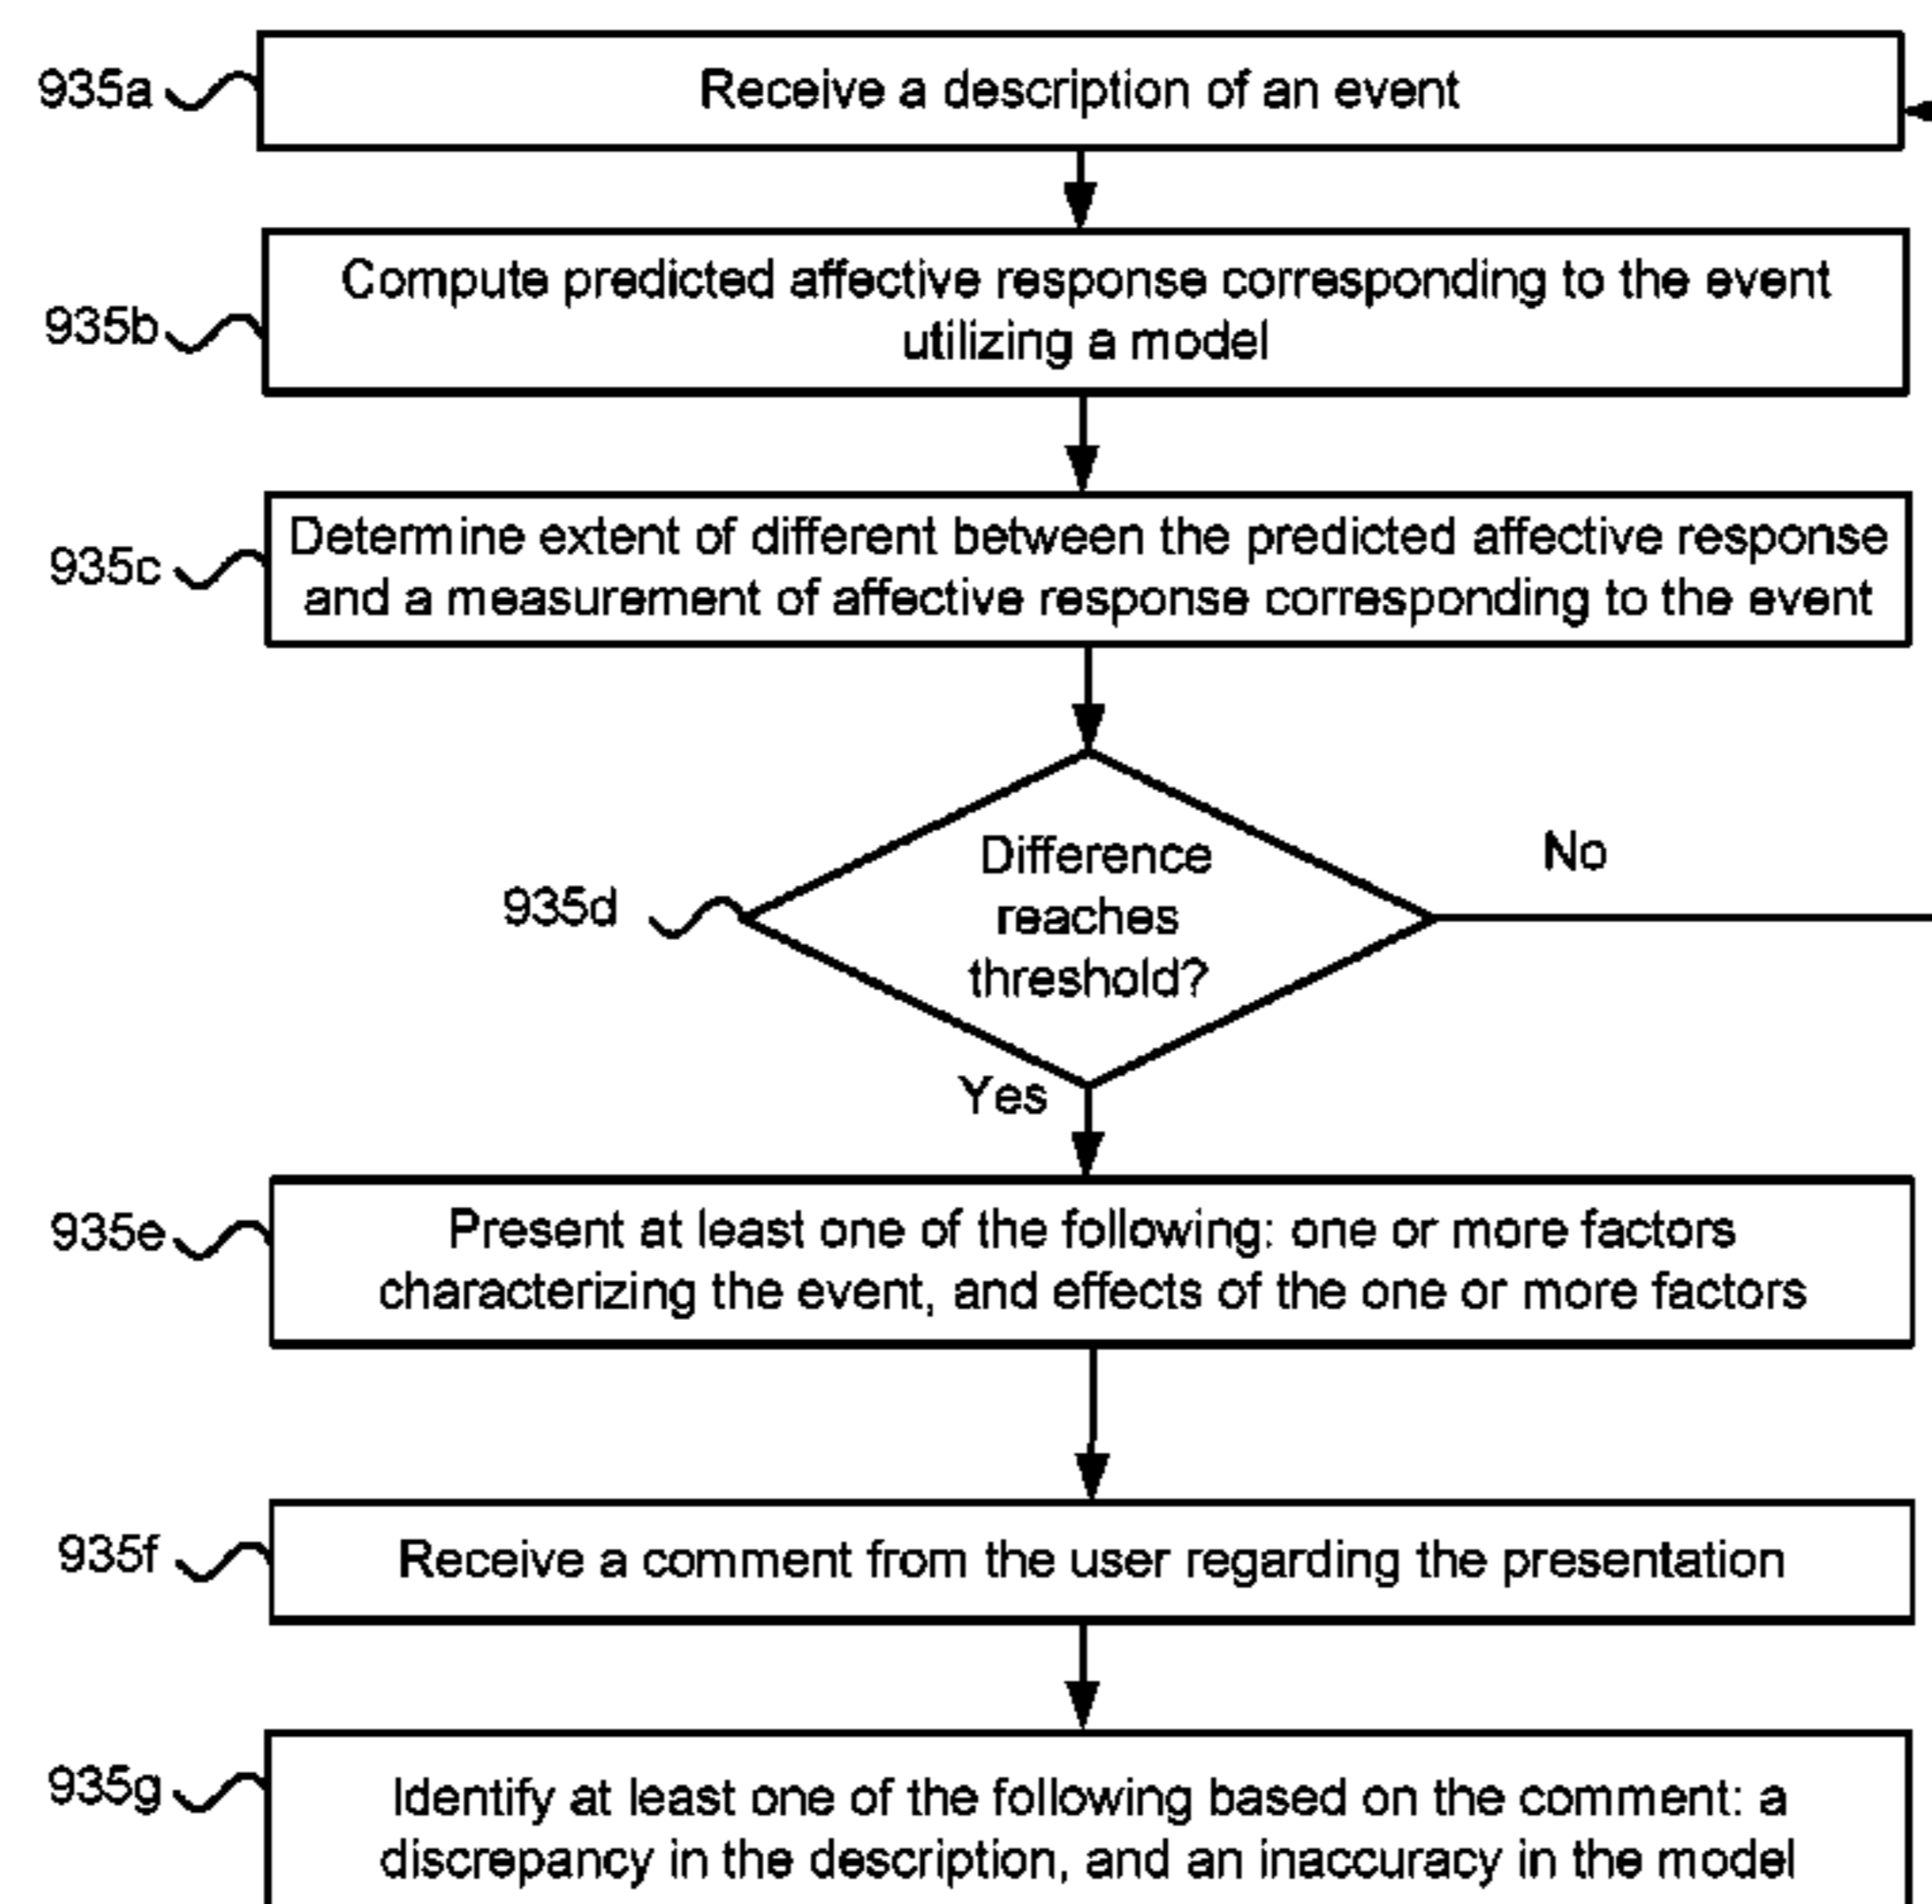 935a
Receive a description of an event
935b
Compute predicted affective response corresponding to the event
utilizing a model
935c
Determine extent of different between the predicted affective response
and a measurement of affective response corresponding to the event
935d
Difference
reaches
threshold?
No
Yes
935e
Present at least one of the following: one or more factors
characterizing the event, and effects of the one or more factors
935f
Receive a comment from the user regarding the presentation
935g
Identify at least one of the following based on the comment: a
discrepancy in the description, and an inaccuracy in the model